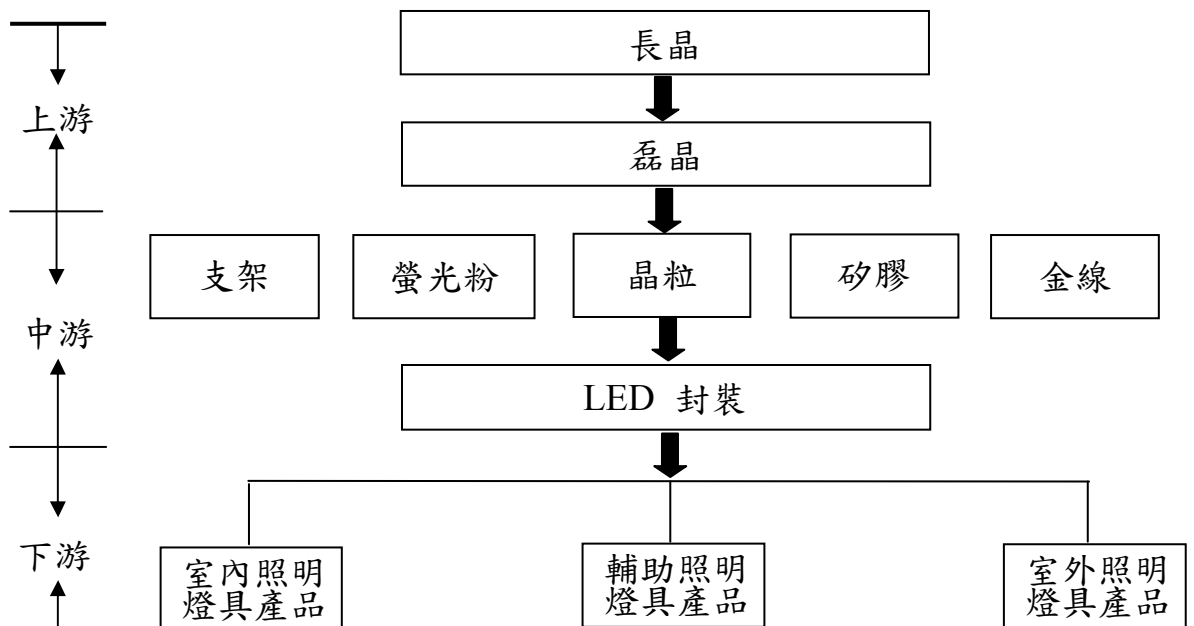 長晶
上游
磊晶
支架
螢光粉
晶粒
矽膠
金線
中游
LED 封裝
下游
室內照明
燈具產品
輔助照明
燈具產品
室外照明
燈具產品